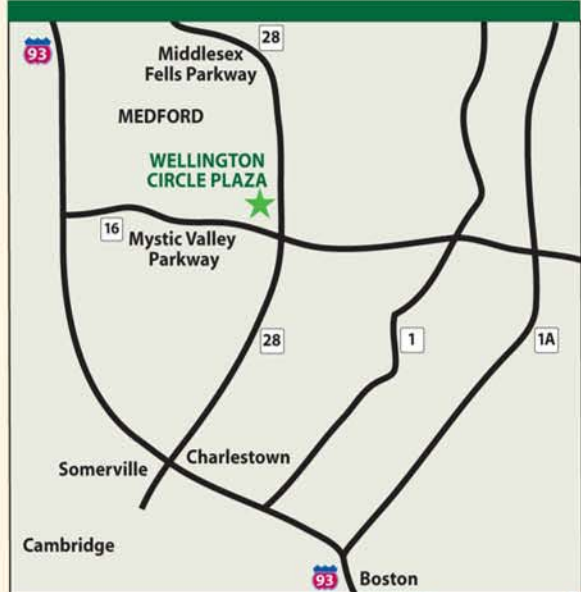 93
28
Middlesex
Fells Parkway
MEDFORD
WELLINGTON
CIRCLE PLAZA
16
Mystic Valley
Parkway
28
1
1A
Somerville
Charlestown
Cambridge
93
Boston